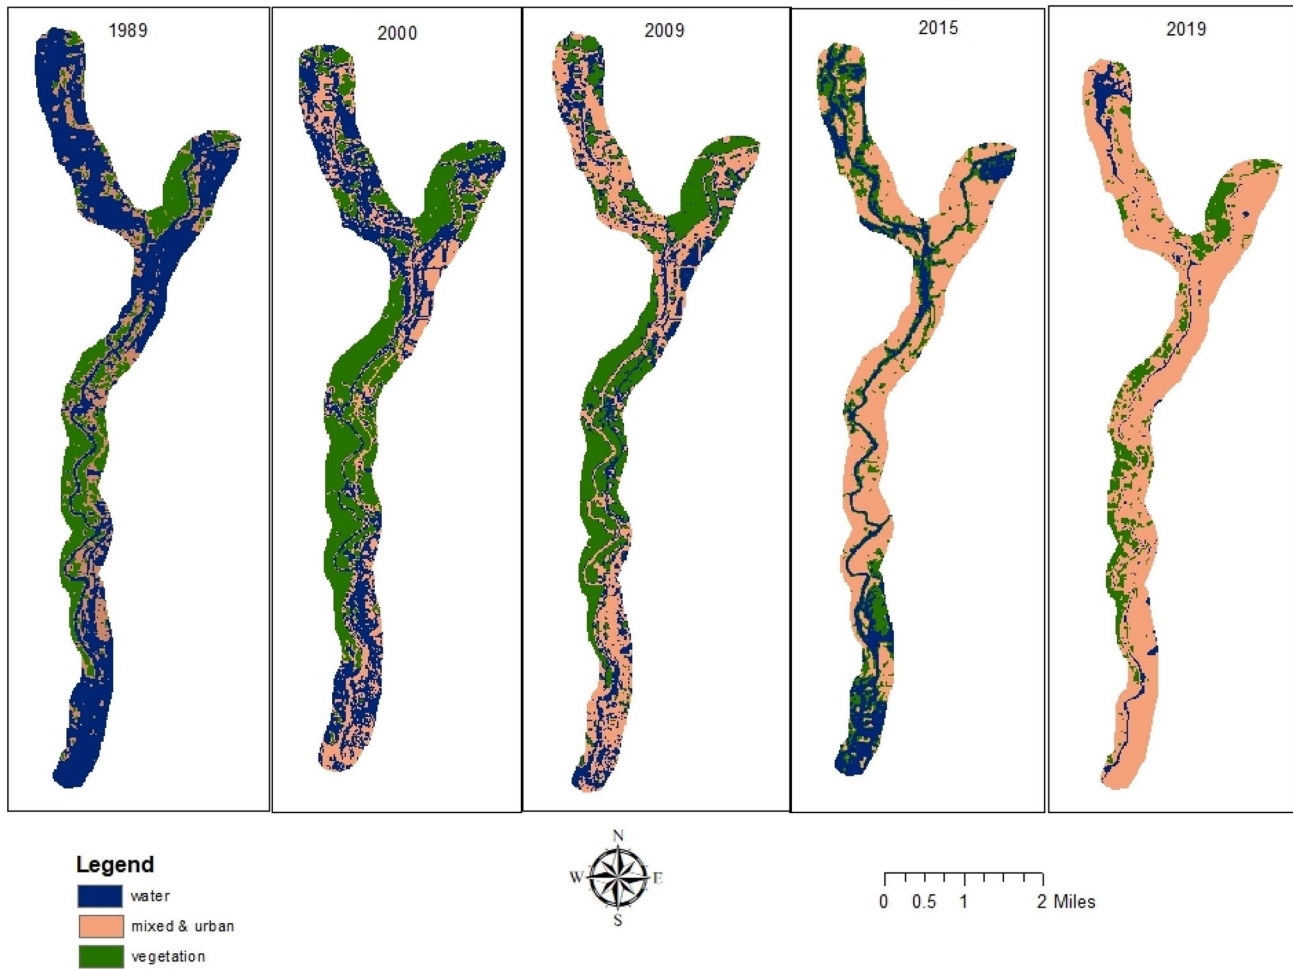 1989
2000
2009
2015
2019
Legend
water
mixed & urban
vegetation
N
W E
S
0 0.5 1 2 Miles